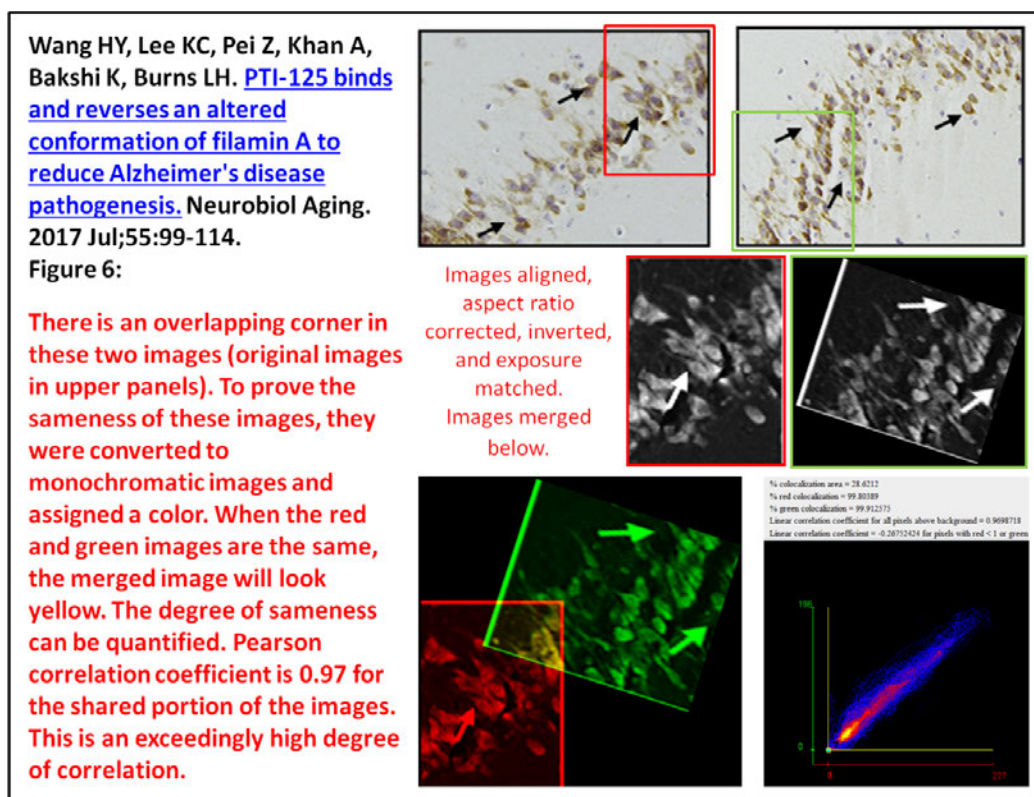 Wang HY, Lee KC, Pei Z, Khan A,
Bakshi K, Burns LH. PTI-125 binds
and reverses an altered
conformation of filamin A to
reduce Alzheimer's disease
pathogenesis. Neurobiol Aging.
2017 Jul;55:99-114.
Figure 6:
There is an overlapping corner in
these two images (original images
in upper panels). To prove the
sameness of these images, they
were converted to
monochromatic images and
assigned a color. When the red
and green images are the same,
the merged image will look
yellow. The degree of sameness
can be quantified. Pearson
correlation coefficient is 0.97 for
the shared portion of the images.
This is an exceedingly high degree
of correlation.
Images aligned,
aspect ratio
corrected, inverted,
and exposure
matched.
Images merged
below.
% colocalization area = 28.6212
% red colocalization = 99.80389
% green colocalization = 99.912575
Linear correlation coefficient for all pixels above background = 0.9698718
Linear correlation coefficient = -0.26752424 for pixels with red < 1 or green
0
0